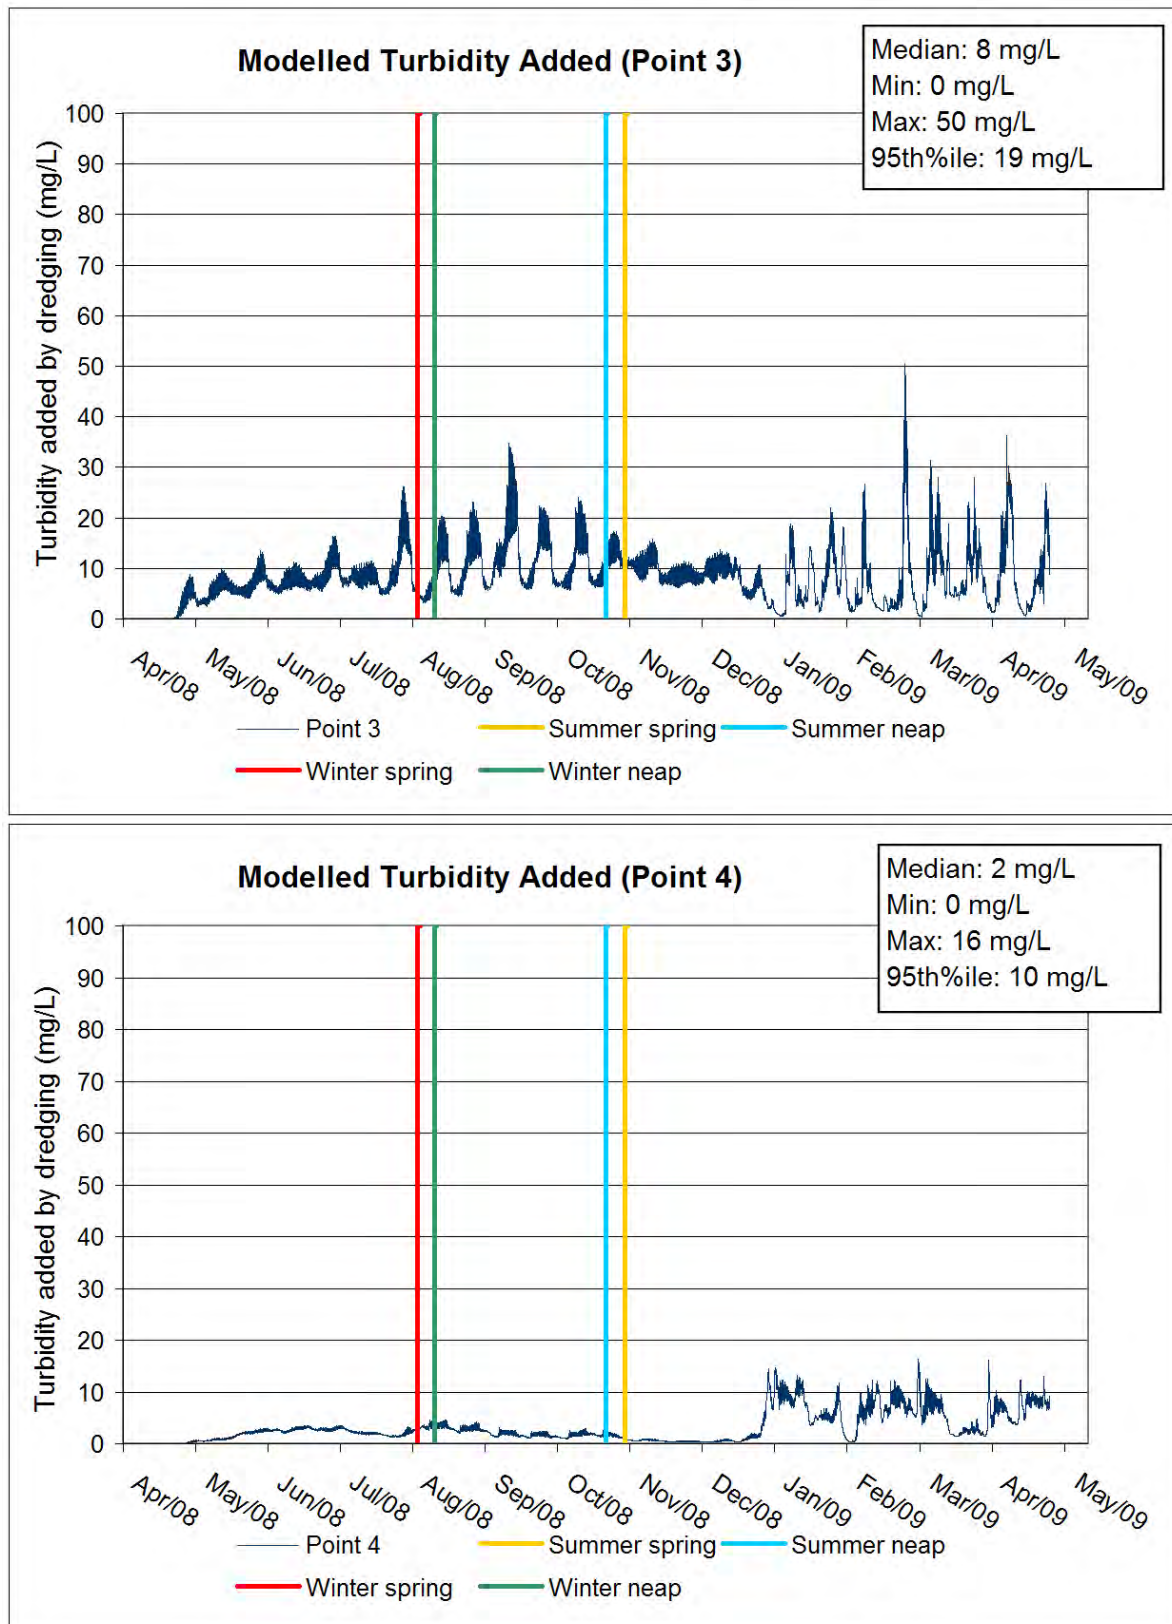 Modelled Turbidity Added (Point 3)
Median: 8 mg/L
Min: 0 mg/L
Max: 50 mg/L
95th%ile: 19 mg/L
Turbidity added by dredging (mg/L)
100
90
80
70
60
50
40
30
20
10
0
Apr/08 May/08 Jun/08 Jul/08 Aug/08 Sep/08 Oct/08 Nov/08 Dec/08 Jan/09 Feb/09 Mar/09 Apr/09 May/09
Point 3 Summer spring Summer neap
Winter spring Winter neap
Modelled Turbidity Added (Point 4)
Median: 2 mg/L
Min: 0 mg/L
Max: 16 mg/L
95th%ile: 10 mg/L
Turbidity added by dredging (mg/L)
100
90
80
70
60
50
40
30
20
10
0
Apr/08 May/08 Jun/08 Jul/08 Aug/08 Sep/08 Oct/08 Nov/08 Dec/08 Jan/09 Feb/09 Mar/09 Apr/09 May/09
Point 4 Summer spring Summer neap
Winter spring Winter neap